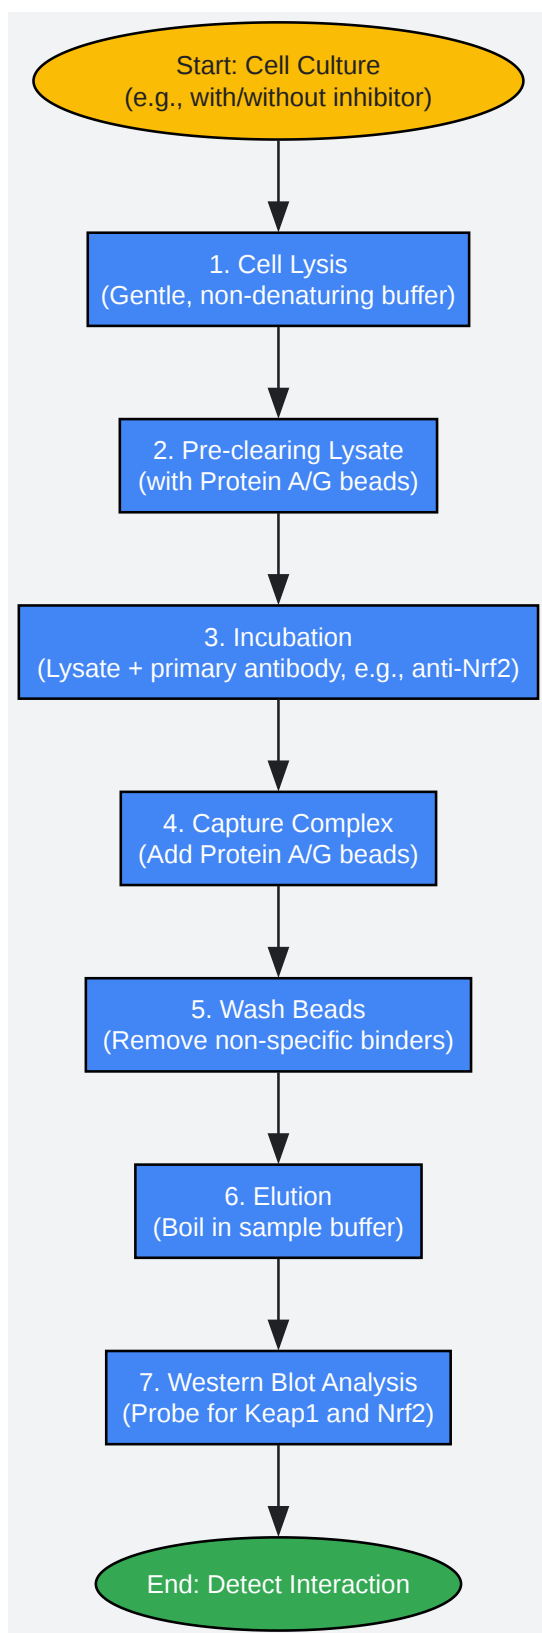 Start: Cell Culture
(e.g., with/without inhibitor)
1. Cell Lysis
(Gentle, non-denaturing buffer)
2. Pre-clearing Lysate
(with Protein A/G beads)
3. Incubation
(Lysate + primary antibody, e.g., anti-Nrf2)
4. Capture Complex
(Add Protein A/G beads)
5. Wash Beads
(Remove non-specific binders)
6. Elution
(Boil in sample buffer)
7. Western Blot Analysis
(Probe for Keap1 and Nrf2)
End: Detect Interaction